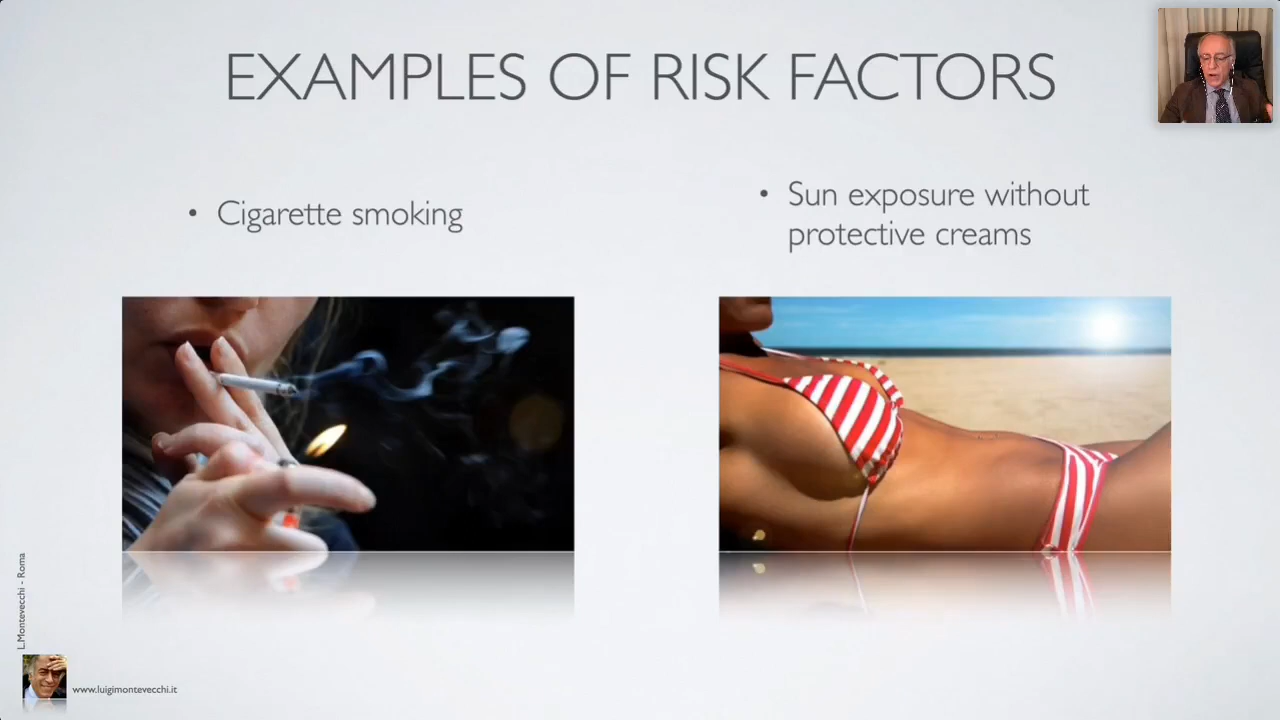 EXAMPLES OF RISK FACTORS
• Cigarette smoking
• Sun exposure without
protective creams
L.Montevecchi - Roma
www.luigimontevecchi.it